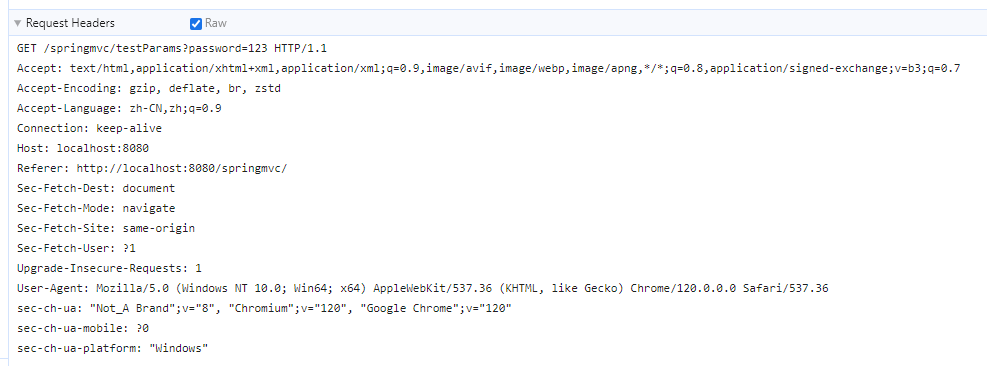 Request Headers
Raw
GET /springmvc/testParams?password=123 HTTP/1.1
Accept: text/html,application/xhtml+xml,application/xml;q=0.9,image/avif,image/webp,image/apng,*/*;q=0.8,application/signed-exchange;v=b3;q=0.7
Accept-Encoding: gzip, deflate, br, zstd
Accept-Language: zh-CN,zh;q=0.9
Connection: keep-alive
Host: localhost:8080
Referer: http://localhost:8080/springmvc/
Sec-Fetch-Dest: document
Sec-Fetch-Mode: navigate
Sec-Fetch-Site: same-origin
Sec-Fetch-User: ?1
Upgrade-Insecure-Requests: 1
User-Agent: Mozilla/5.0 (Windows NT 10.0; Win64; x64) AppleWebKit/537.36 (KHTML, like Gecko) Chrome/120.0.0.0 Safari/537.36
sec-ch-ua: "Not_A Brand";v="8", "Chromium";v="120", "Google Chrome";v="120"
sec-ch-ua-mobile: ?0
sec-ch-ua-platform: "Windows"